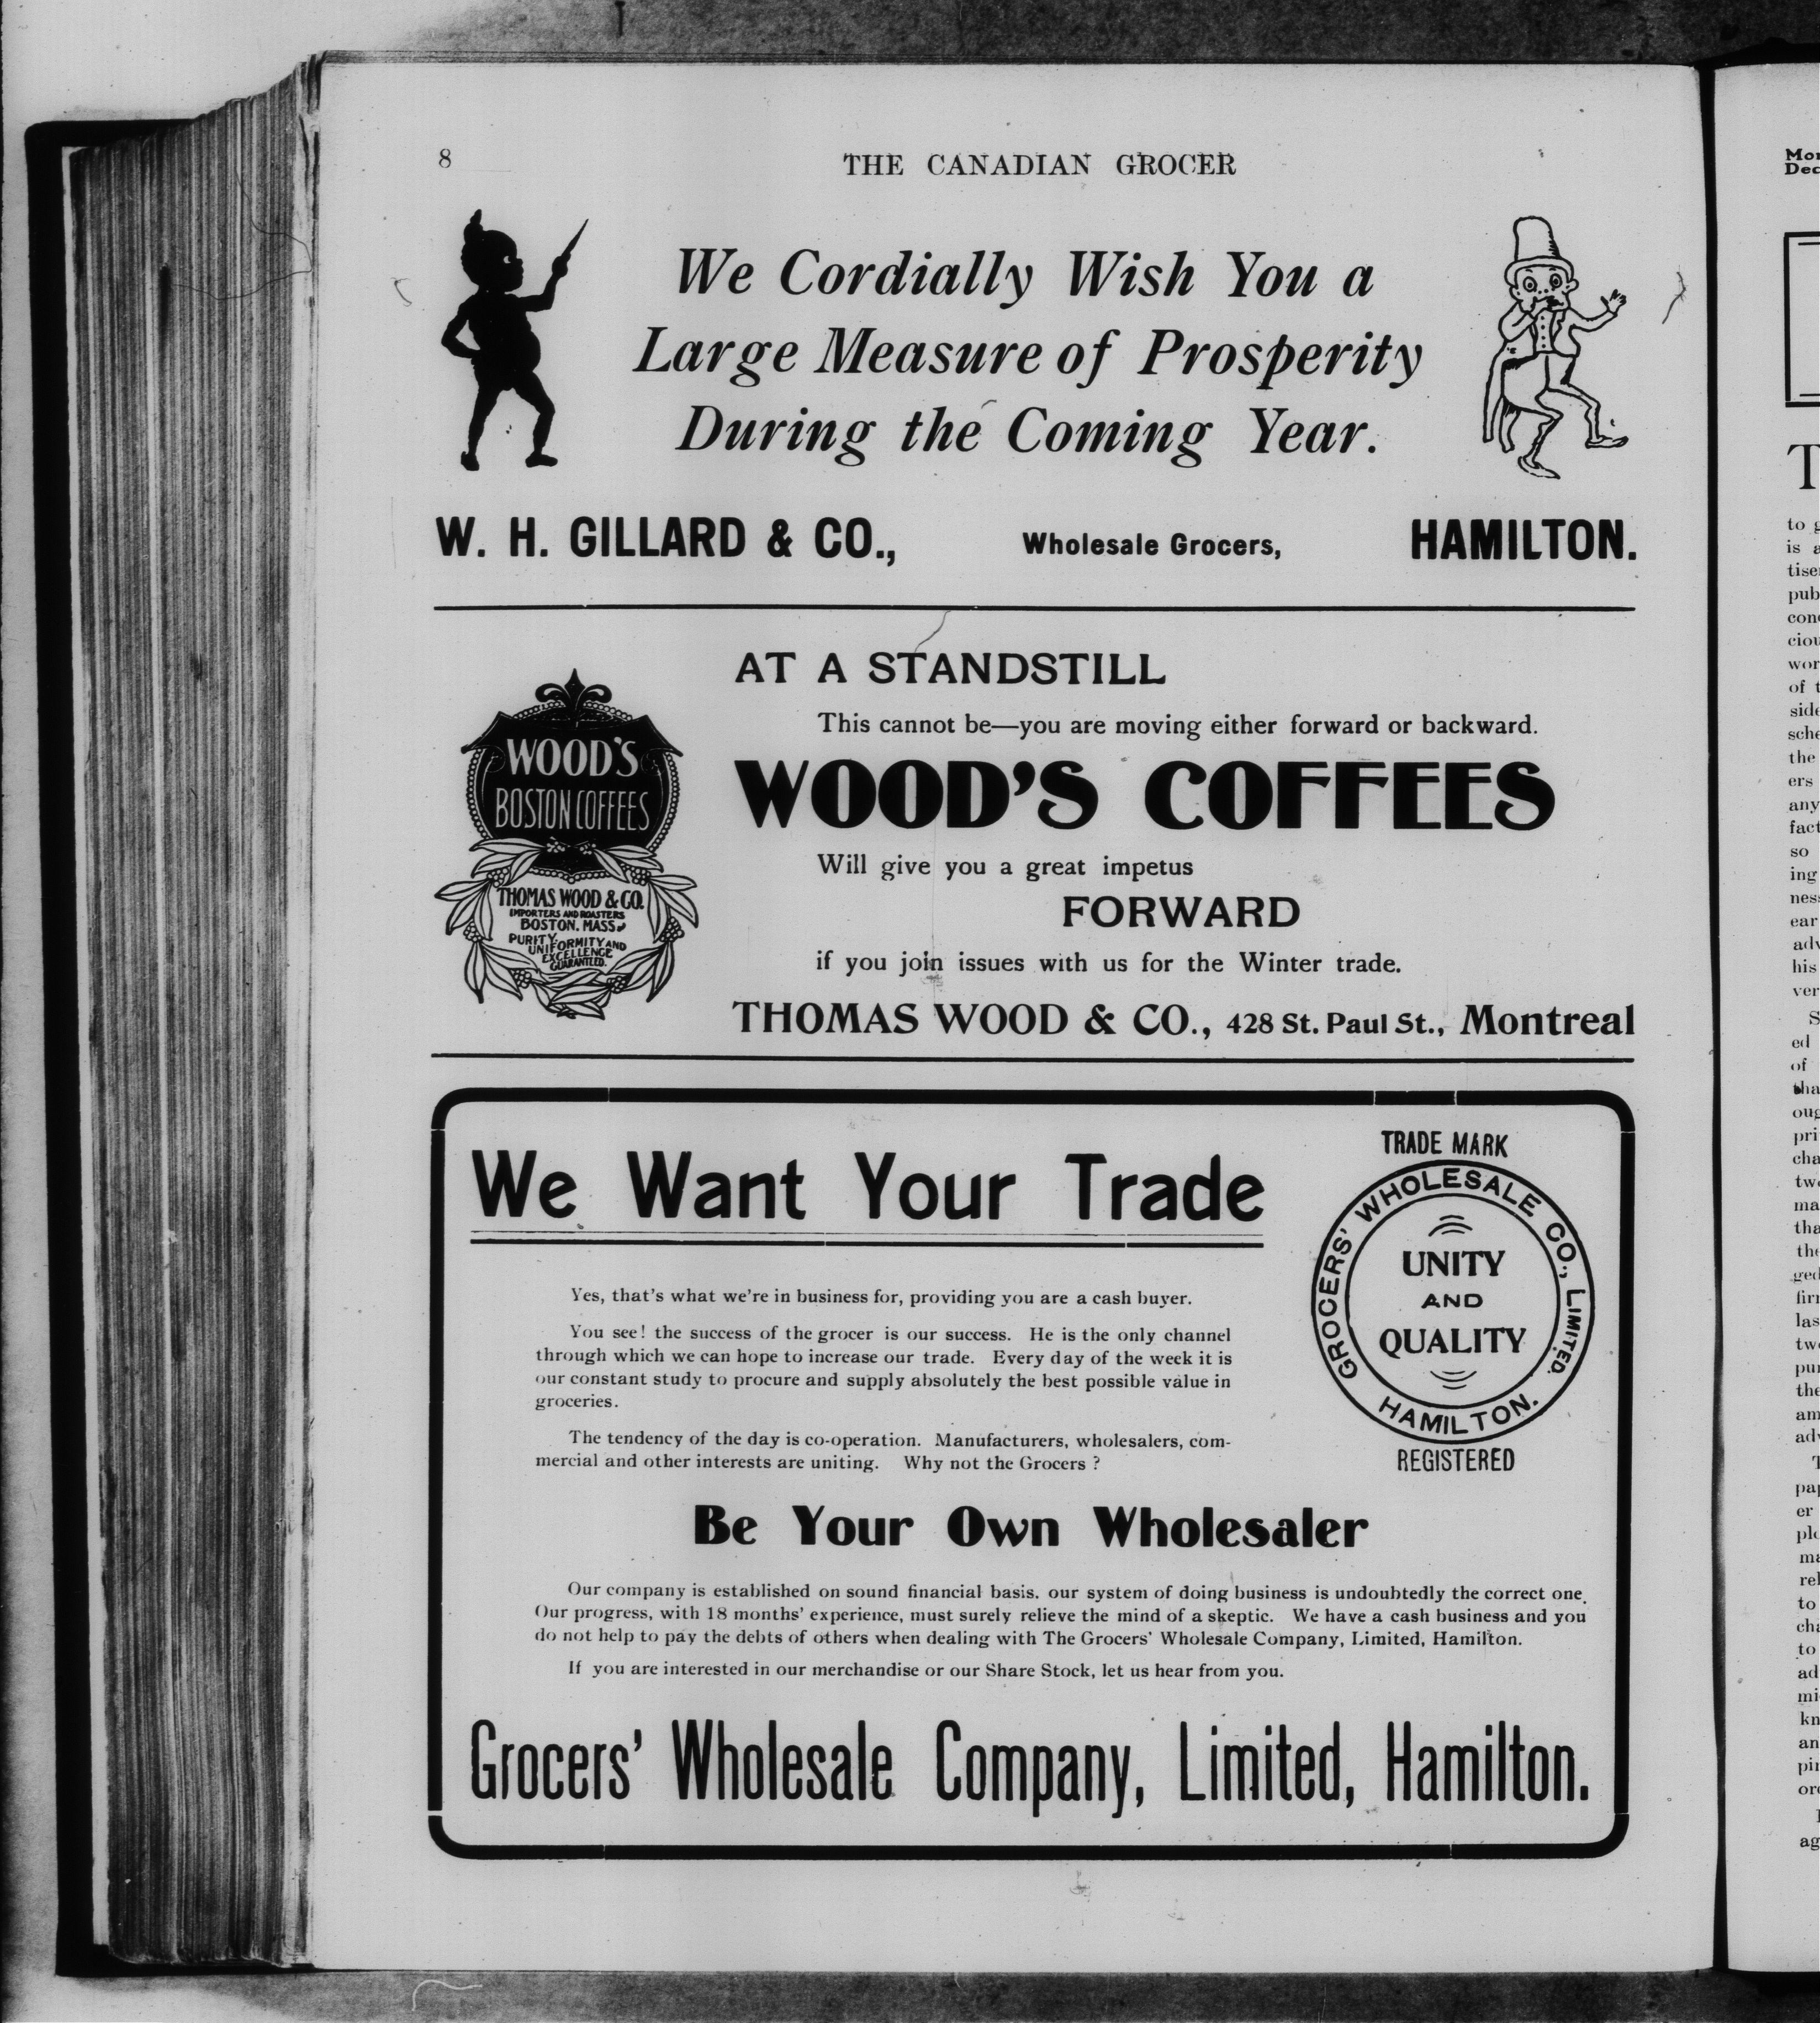 8
THE CANADIAN GROCER
We Cordially Wish You a
Large Measure of Prosperity
During the Coming Year.
W. H. GILLARD & CO., Wholesale Grocers, HAMILTON.
WOOD'S
BOSTON COFFEES
THOMAS WOOD & CO.
IMPORTERS AND ROASTERS
BOSTON. MASS.
PURITY,
UNIFORMITY AND
EXCELLENCE
GUARANTEED.
AT A STANDSTILL
This cannot be—you are moving either forward or backward.
WOOD'S COFFEES
Will give you a great impetus
FORWARD
if you join issues with us for the Winter trade.
THOMAS WOOD & CO., 428 St. Paul St., Montreal
We Want Your Trade
TRADE MARK
GROCERS' WHOLESALE CO., LIMITED.
HAMILTON.
UNITY
AND
QUALITY
REGISTERED
Yes, that's what we're in business for, providing you are a cash buyer.
You see! the success of the grocer is our success. He is the only channel
through which we can hope to increase our trade. Every day of the week it is
our constant study to procure and supply absolutely the best possible value in
groceries.
The tendency of the day is co-operation. Manufacturers, wholesalers, com-
mercial and other interests are uniting. Why not the Grocers ?
Be Your Own Wholesaler
Our company is established on sound financial basis. our system of doing business is undoubtedly the correct one.
Our progress, with 18 months' experience, must surely relieve the mind of a skeptic. We have a cash business and you
do not help to pay the debts of others when dealing with The Grocers' Wholesale Company, Limited, Hamilton.
If you are interested in our merchandise or our Share Stock, let us hear from you.
Grocers' Wholesale Company, Limited, Hamilton.